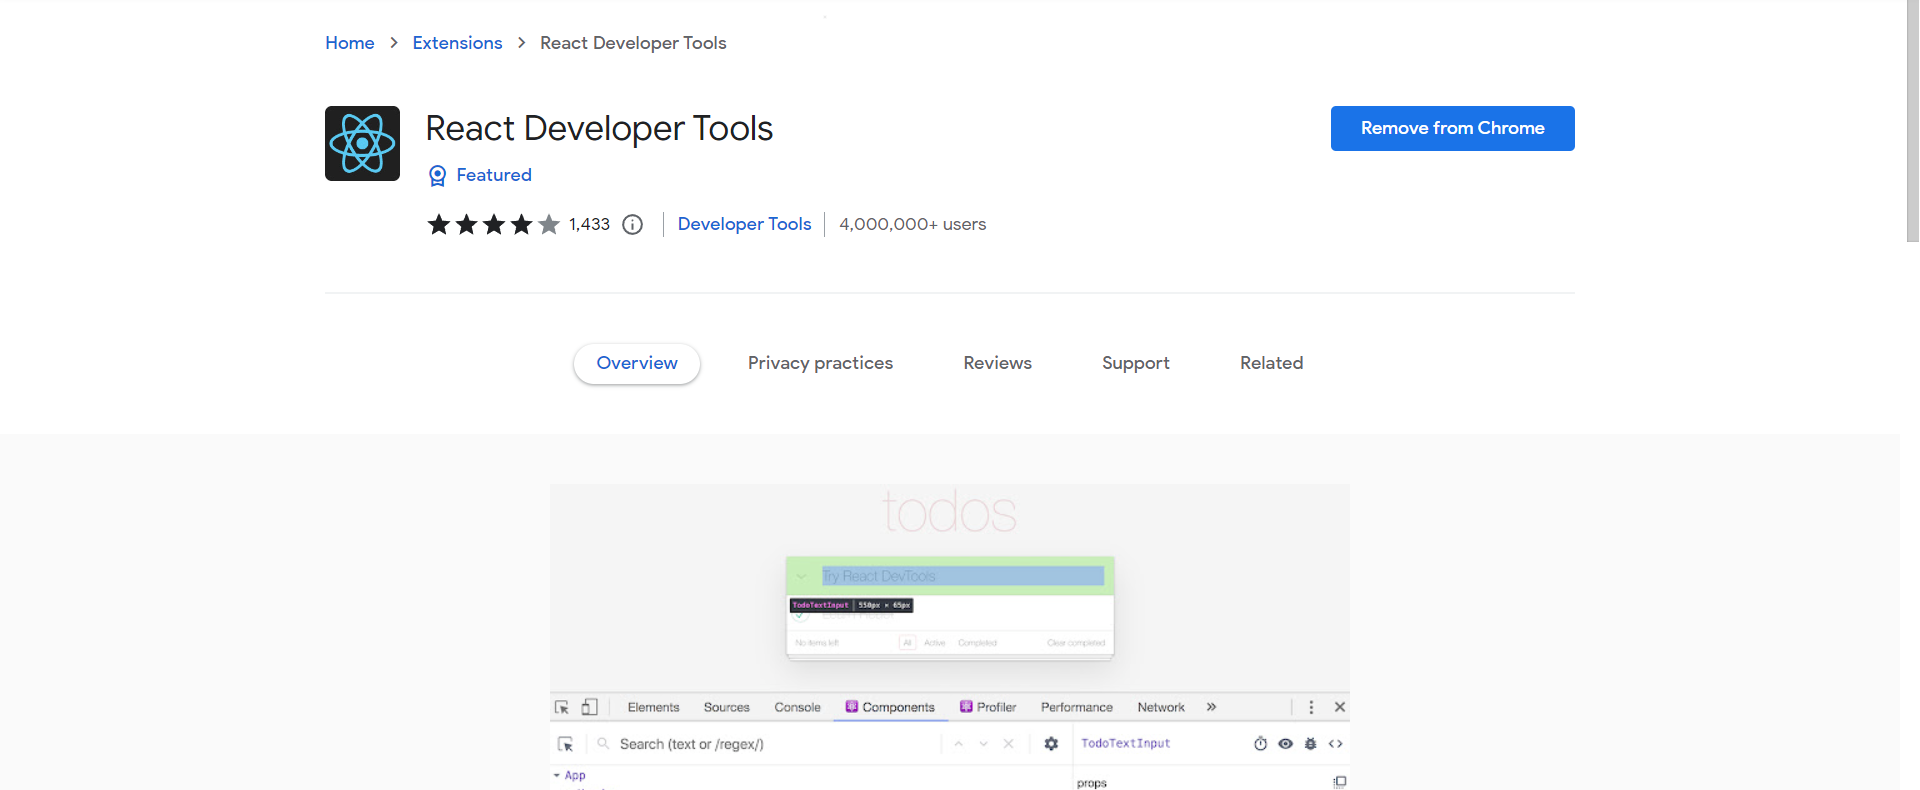 Home > Extensions > React Developer Tools
React Developer Tools
Remove from Chrome
Featured
1,433 Developer Tools 4,000,000+ users
Overview Privacy practices Reviews Support Related
todos
Try React DevTools
TodoTextInput | 550px × 65px
No items left All Active Completed Clear completed
Elements Sources Console Components Profiler Performance Network »
Search (text or /regex/) TodoTextInput
App
props